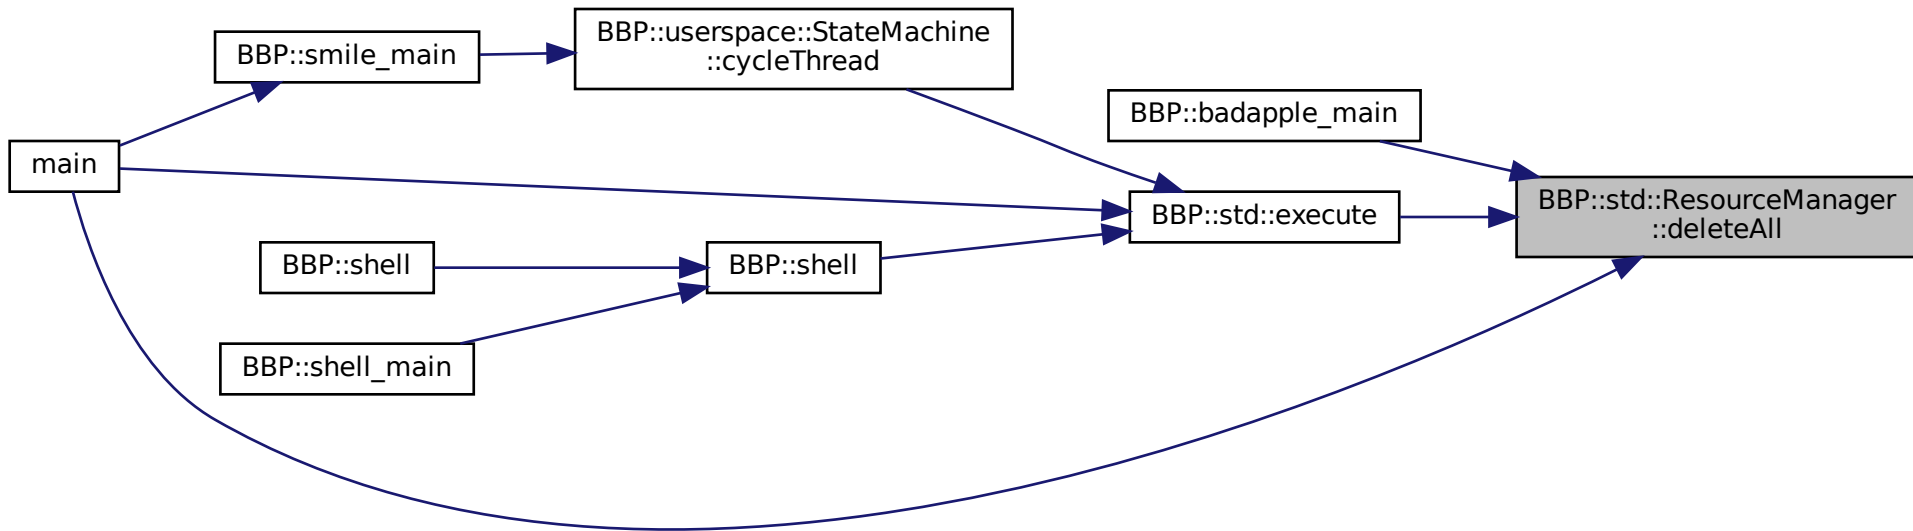 BBP::userspace::StateMachine
::cycleThread
BBP::smile_main
BBP::badapple_main
main
BBP::std::ResourceManager
::deleteAll
BBP::std::execute
BBP::shell
BBP::shell
BBP::shell_main